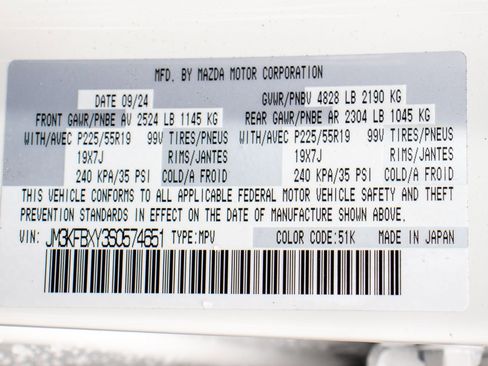 MFD. BY MAZDA MOTOR CORPORATION
DATE 09/24 GVWR/PNBV 4828 LB 2190 KG
FRONT GAWR/PNBE AV 2524 LB 1145 KG REAR GAWR/PNBE AR 2304 LB 1045 KG
WITH/AVEC P225/55R19 99V TIRES/PNEUS WITH/AVEC P225/55R19 99V TIRES/PNEUS
19X7J RIMS/JANTES 19X7J RIMS/JANTES
240 KPA/35 PSI COLD/A FROID 240 KPA/35 PSI COLD/A FROID
THIS VEHICLE CONFORMS TO ALL APPLICABLE FEDERAL MOTOR VEHICLE SAFETY AND THEFT
PREVENTION STANDARDS IN EFFECT ON THE DATE OF MANUFACTURE SHOWN ABOVE.
VIN: JM3KFBXY3S0574651 TYPE:MPV COLOR CODE:51K MADE IN JAPAN